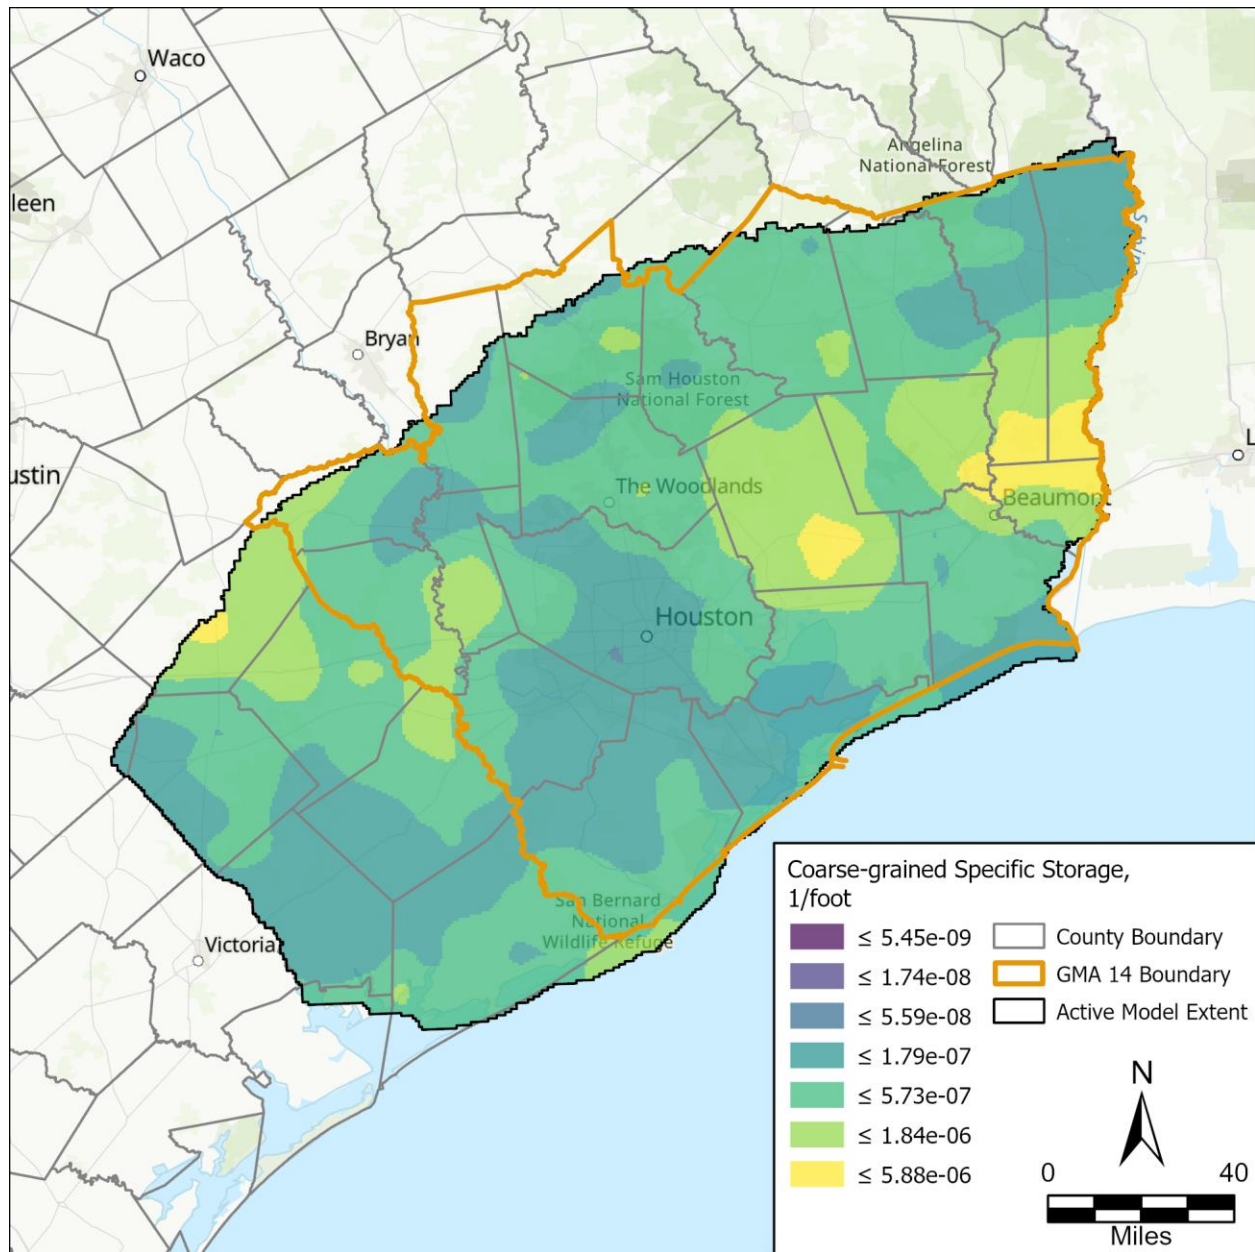 Waco
Angelina
National Forest
leen
Bryan
Sam Houston
National Forest
ustin
L
The Woodlands
Beaumon
Houston
San Bernard
National
Wildlife Refuge
Victoria
Coarse-grained Specific Storage,
1/foot
≤ 5.45e-09
≤ 1.74e-08
≤ 5.59e-08
≤ 1.79e-07
≤ 5.73e-07
≤ 1.84e-06
≤ 5.88e-06
County Boundary
GMA 14 Boundary
Active Model Extent
N
0 40
Miles